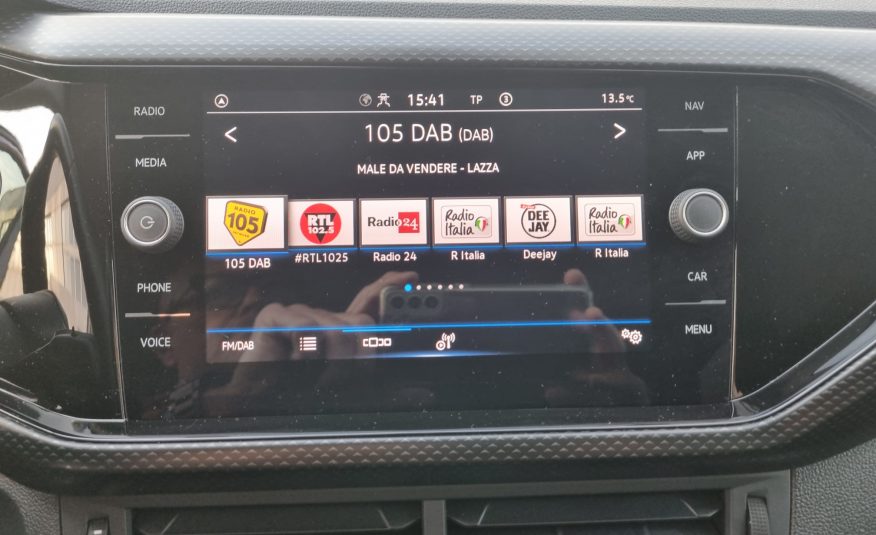 RADIO
MEDIA
PHONE
VOICE
15:41 TP 3 13.5°C
< 105 DAB (DAB) >
MALE DA VENDERE - LAZZA
RADIO 105
RTL 102.5
Radio24
Radio Italia
DEE JAY
Radio Italia
105 DAB #RTL1025 Radio 24 R Italia Deejay R Italia
FM/DAB
NAV
APP
CAR
MENU